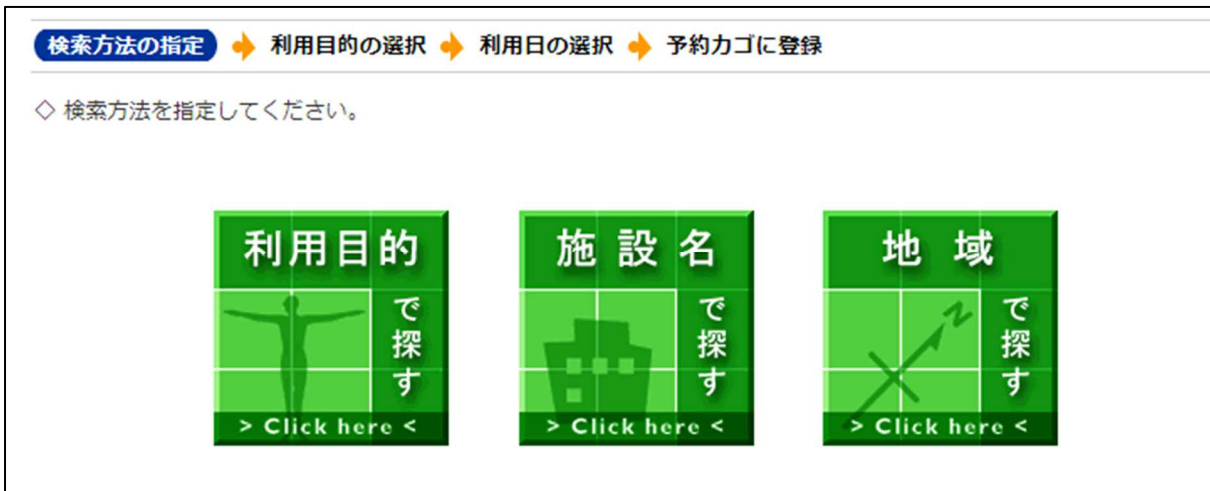 検索方法の指定 利用目的の選択 利用日の選択 予約カゴに登録
◇ 検索方法を指定してください。
利用目的
で探す
> Click here <
施設名
で探す
> Click here <
地域
で探す
N
> Click here <